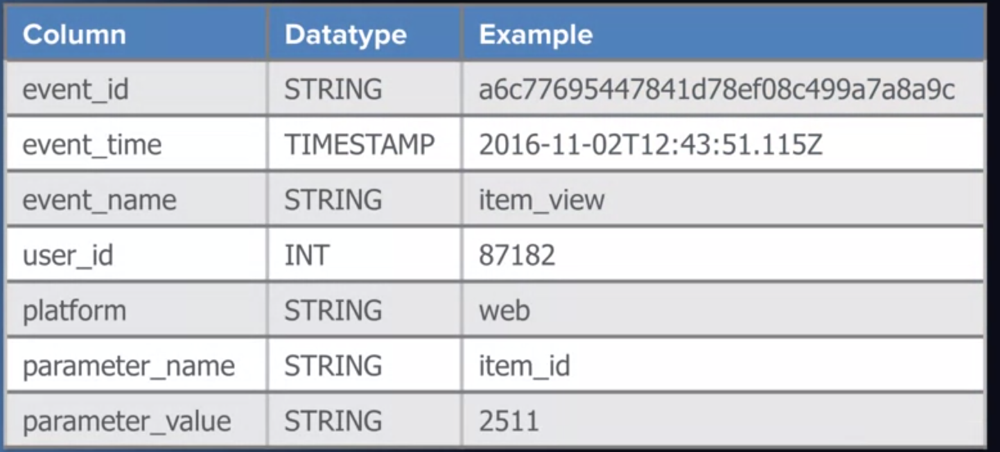 Column Datatype Example
event_id STRING a6c77695447841d78ef08c499a7a8a9c
event_time TIMESTAMP 2016-11-02T12:43:51.115Z
event_name STRING item_view
user_id INT 87182
platform STRING web
parameter_name STRING item_id
parameter_value STRING 2511